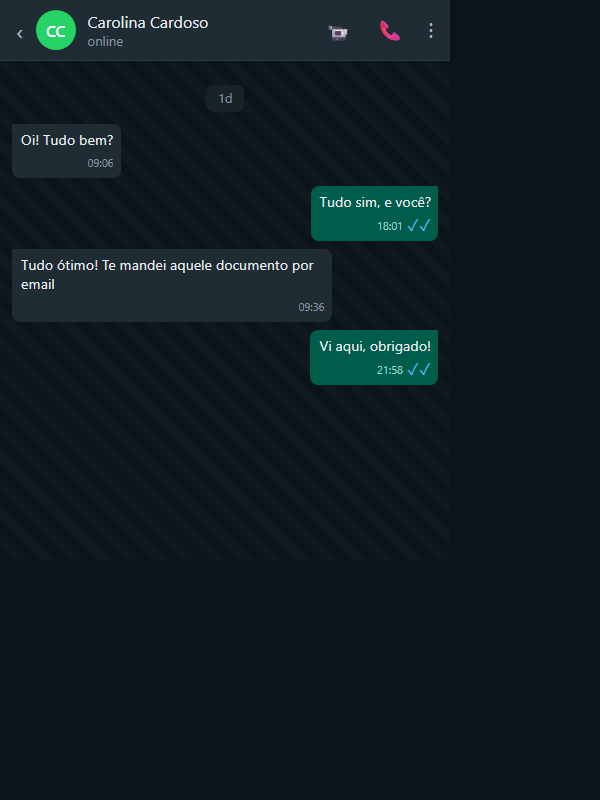 CC
Carolina Cardoso
online
1d
Oi! Tudo bem?
09:06
Tudo sim, e você?
18:01
Tudo ótimo! Te mandei aquele documento por
email
09:36
Vi aqui, obrigado!
21:58